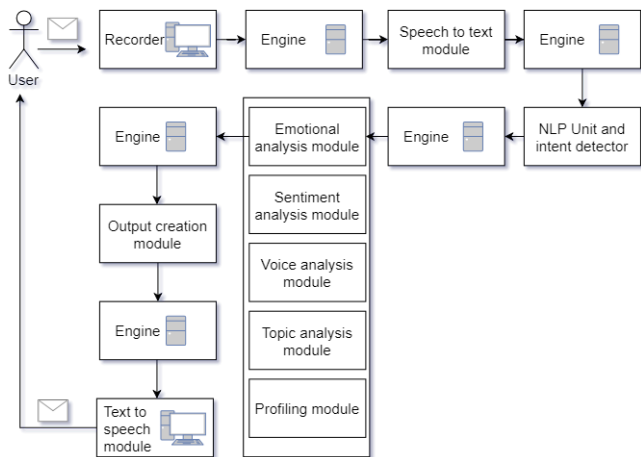 User
Recorder
Engine
Speech to text
module
Engine
NLP Unit and
intent detector
Engine
Emotional
analysis module
Sentiment
analysis module
Voice analysis
module
Topic analysis
module
Profiling module
Engine
Output creation
module
Engine
Text to
speech
module